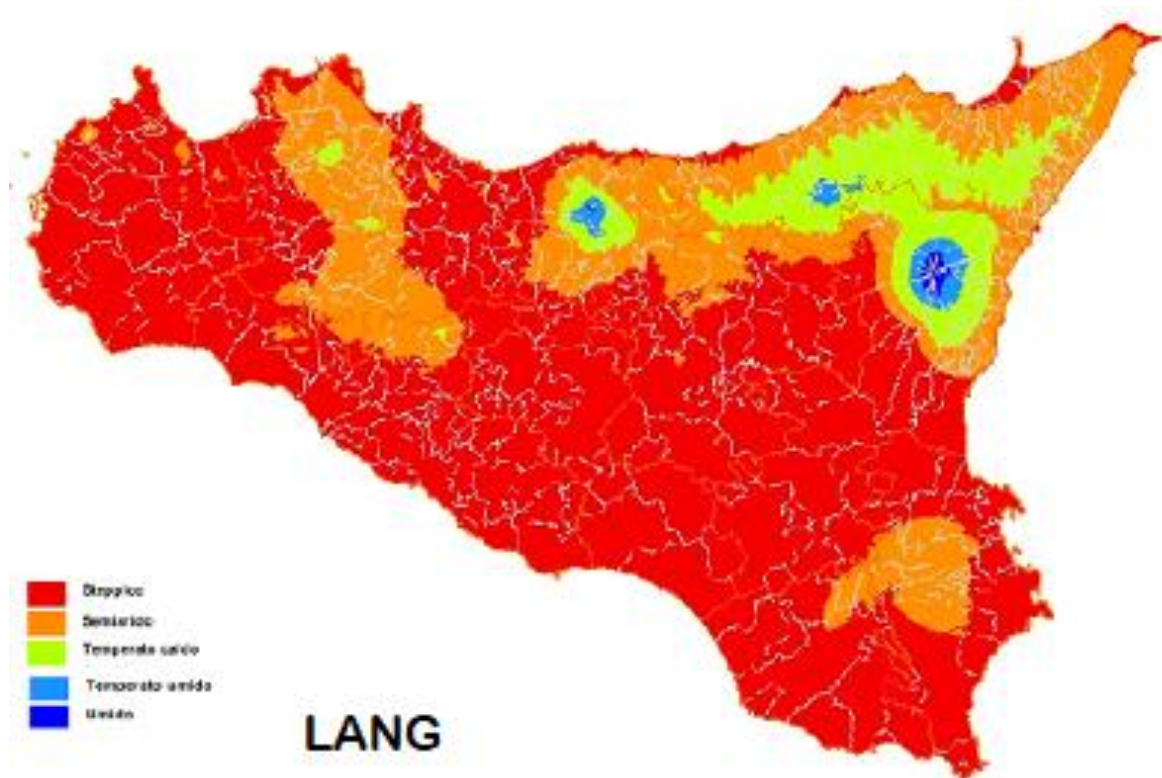 Steppico
Semiarido
Temperato caldo
Temperato umido
Umido
LANG